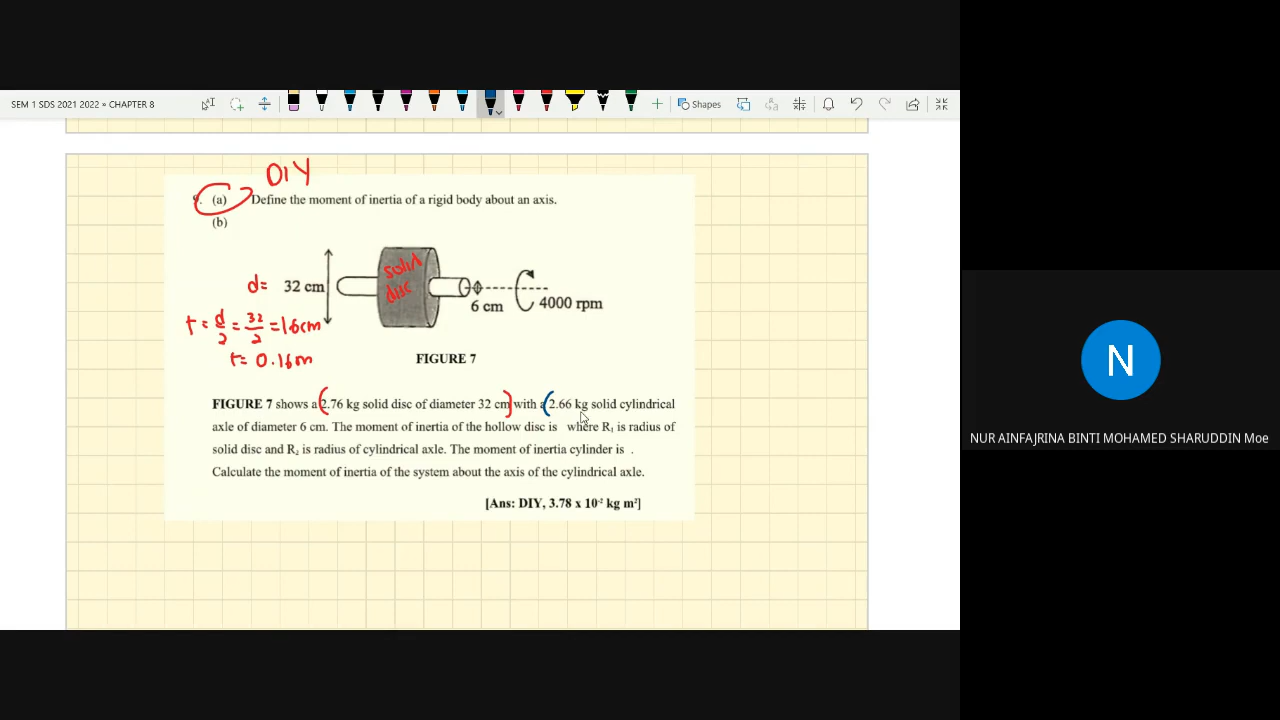 SEM 1 SDS 2021 2022 » CHAPTER 8
Shapes
DIY
9. (a) Define the moment of inertia of a rigid body about an axis.
(b)
solid
disc
d= 32 cm
6 cm
4000 rpm
r = d/2 = 32/2 = 16cm
r = 0.16m
FIGURE 7
FIGURE 7 shows a (2.76 kg solid disc of diameter 32 cm) with a (2.66 kg solid cylindrical
axle of diameter 6 cm. The moment of inertia of the hollow disc is where R₁ is radius of
solid disc and R₂ is radius of cylindrical axle. The moment of inertia cylinder is .
Calculate the moment of inertia of the system about the axis of the cylindrical axle.
[Ans: DIY, 3.78 x 10⁻² kg m²]
N
NUR AINFAJRINA BINTI MOHAMED SHARUDDIN Moe